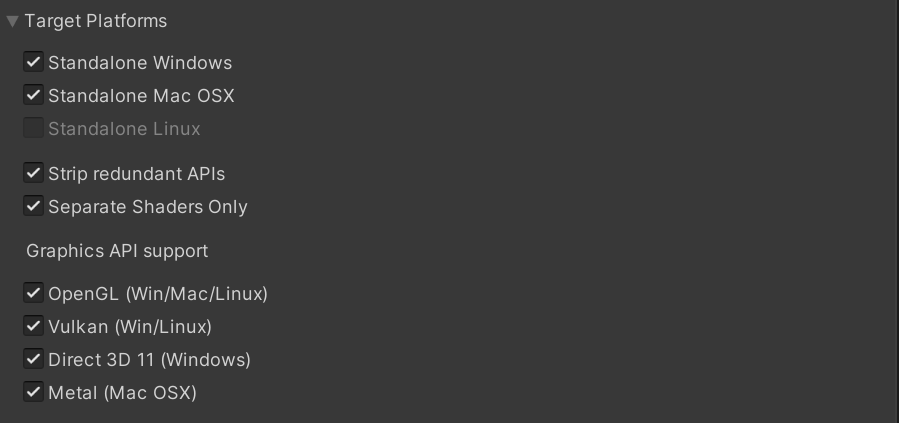 Target Platforms
Standalone Windows
Standalone Mac OSX
Standalone Linux
Strip redundant APIs
Separate Shaders Only
Graphics API support
OpenGL (Win/Mac/Linux)
Vulkan (Win/Linux)
Direct 3D 11 (Windows)
Metal (Mac OSX)